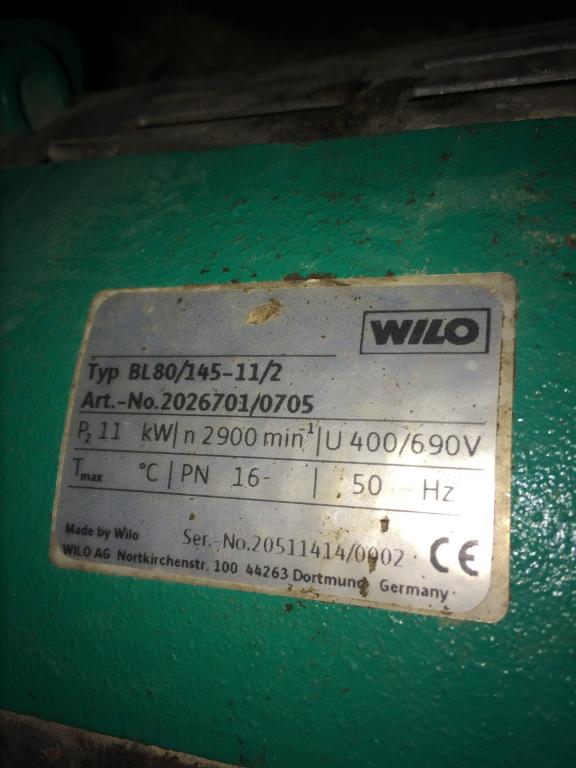 WILO
Typ BL80/145-11/2
Art.-No.2026701/0705
P2 11 kW | n 2900 min-1 | U 400/690V
Tmax °C | PN 16- | 50 Hz
Made by Wilo Ser.-No.20511414/0002 CE
WILO AG Nortkirchenstr. 100 44263 Dortmund Germany